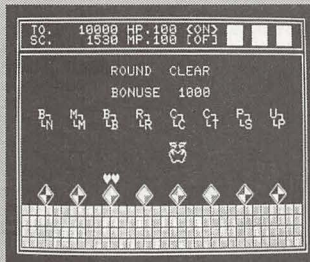 TO. 10000 HP.100 <ON>
SC. 1530 MP.100 [OF]
ROUND CLEAR
BONUSE 1000
B M B R C C P U
N M B R C T S P